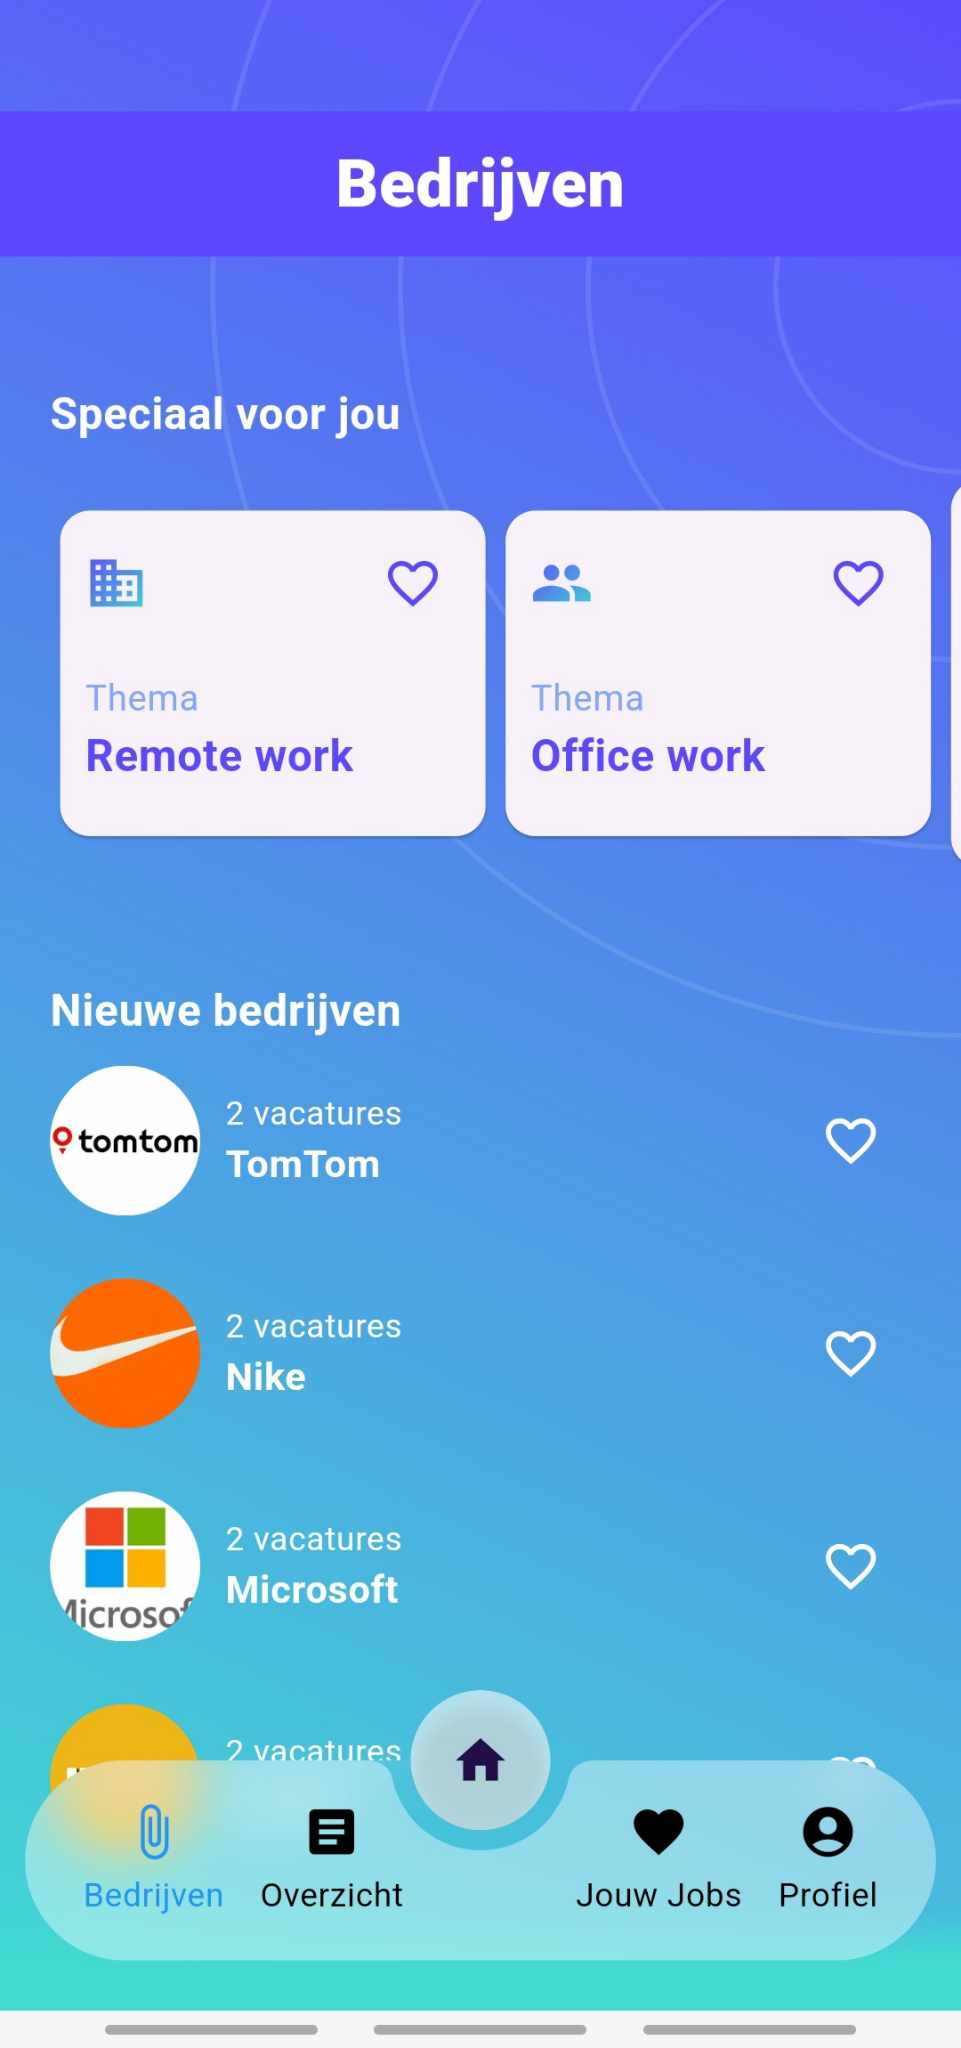 Bedrijven
Speciaal voor jou
Thema
Remote work
Thema
Office work
Nieuwe bedrijven
tomtom
2 vacatures
TomTom
2 vacatures
Nike
Microsof
2 vacatures
Microsoft
2 vacatures
Bedrijven
Overzicht
Jouw Jobs
Profiel